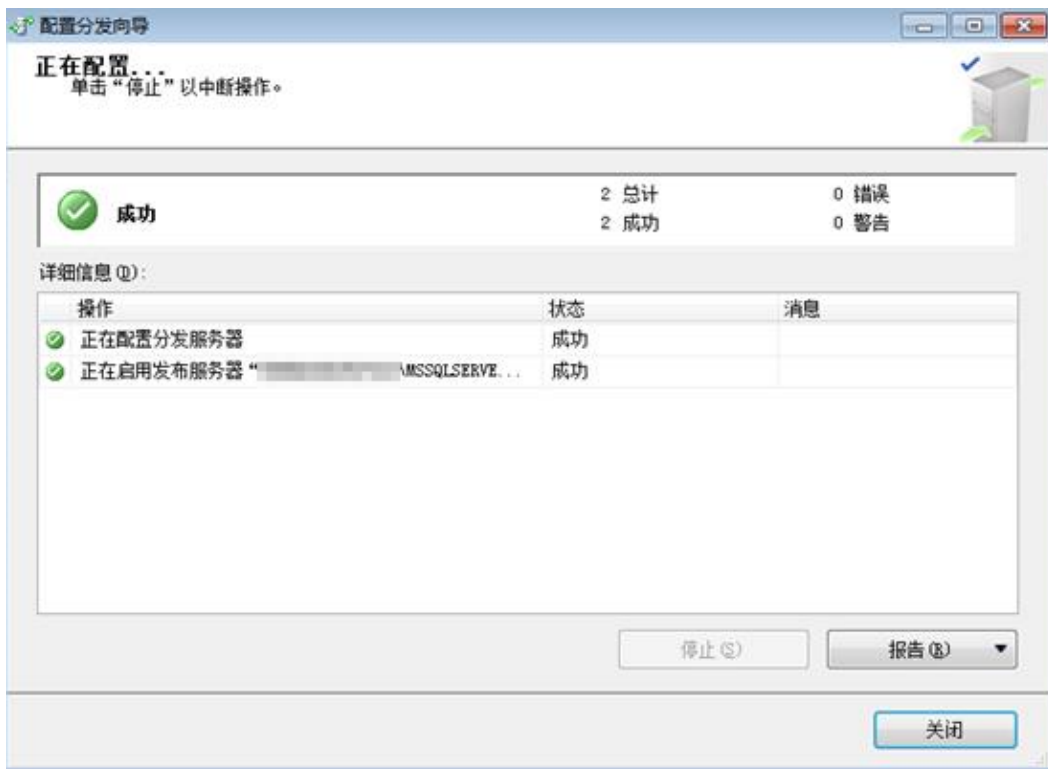 配置分发向导
正在配置...
单击“停止”以中断操作。
成功
2 总计
0 错误
2 成功
0 警告
详细信息(D):
操作 状态 消息
正在配置分发服务器 成功
正在启用发布服务器“ \MSSQLSERVE... 成功
停止(S)
报告(R)
关闭